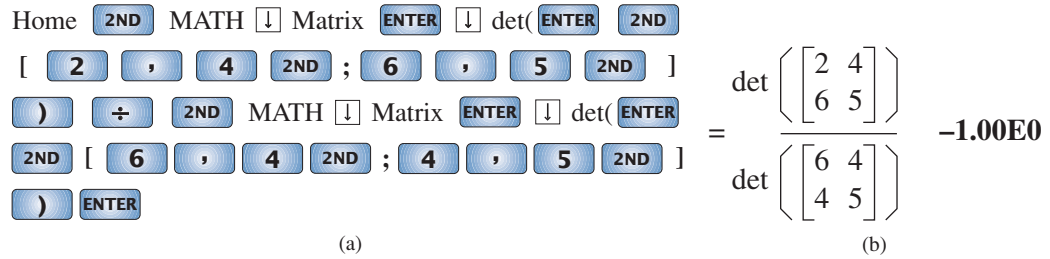 Home 2ND MATH ↓ Matrix ENTER ↓ det( ENTER 2ND
[ 2 , 4 2ND ; 6 , 5 2ND ]
) ÷ 2ND MATH ↓ Matrix ENTER ↓ det( ENTER
2ND [ 6 , 4 2ND ; 4 , 5 2ND ]
) ENTER
(a)
=
det ( [ 2 4
6 5 ] )
det ( [ 6 4
4 5 ] )
–1.00E0
(b)